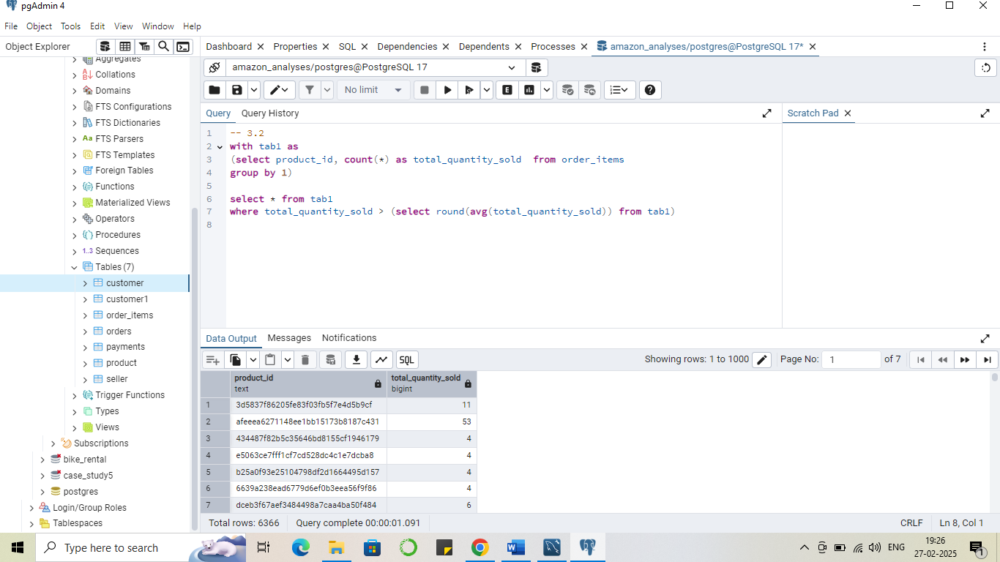 pgAdmin 4
File Object Tools Edit View Window Help
Object Explorer
Dashboard Properties SQL Dependencies Dependents Processes amazon_analyses/postgres@PostgreSQL 17*
amazon_analyses/postgres@PostgreSQL 17
No limit E
Query Query History Scratch Pad
1 -- 3.2
2 with tab1 as
3 (select product_id, count(*) as total_quantity_sold from order_items
4 group by 1)
5
6 select * from tab1
7 where total_quantity_sold > (select round(avg(total_quantity_sold)) from tab1)
8
Aggregates
Collations
Domains
FTS Configurations
FTS Dictionaries
Aa FTS Parsers
FTS Templates
Foreign Tables
Functions
Materialized Views
Operators
Procedures
1..3 Sequences
Tables (7)
customer
customer1
order_items
orders
payments
product
seller
Trigger Functions
Types
Views
Subscriptions
bike_rental
case_study5
postgres
Login/Group Roles
Tablespaces
Data Output Messages Notifications
SQL Showing rows: 1 to 1000 Page No: 1 of 7
product_id total_quantity_sold
text bigint
1 3d5837f86205fe83f03fb5f7e4d5b9cf 11
2 afeeea6271148ee1bb15173b8187c431 53
3 434487f82b5c35646bd8155cf1946179 4
4 e5063ce7fff1cf7cd528dc4c1e7dcba8 4
5 b25a0f93e25104798df2d1664495d157 4
6 6639a238ead6779d6ef0b3eea56f9f86 4
7 dceb3f67aef3484498a7caa4ba50f484 6
Total rows: 6366 Query complete 00:00:01.091 CRLF Ln 8, Col 1
Type here to search
W
ENG
19:26
27-02-2025
1